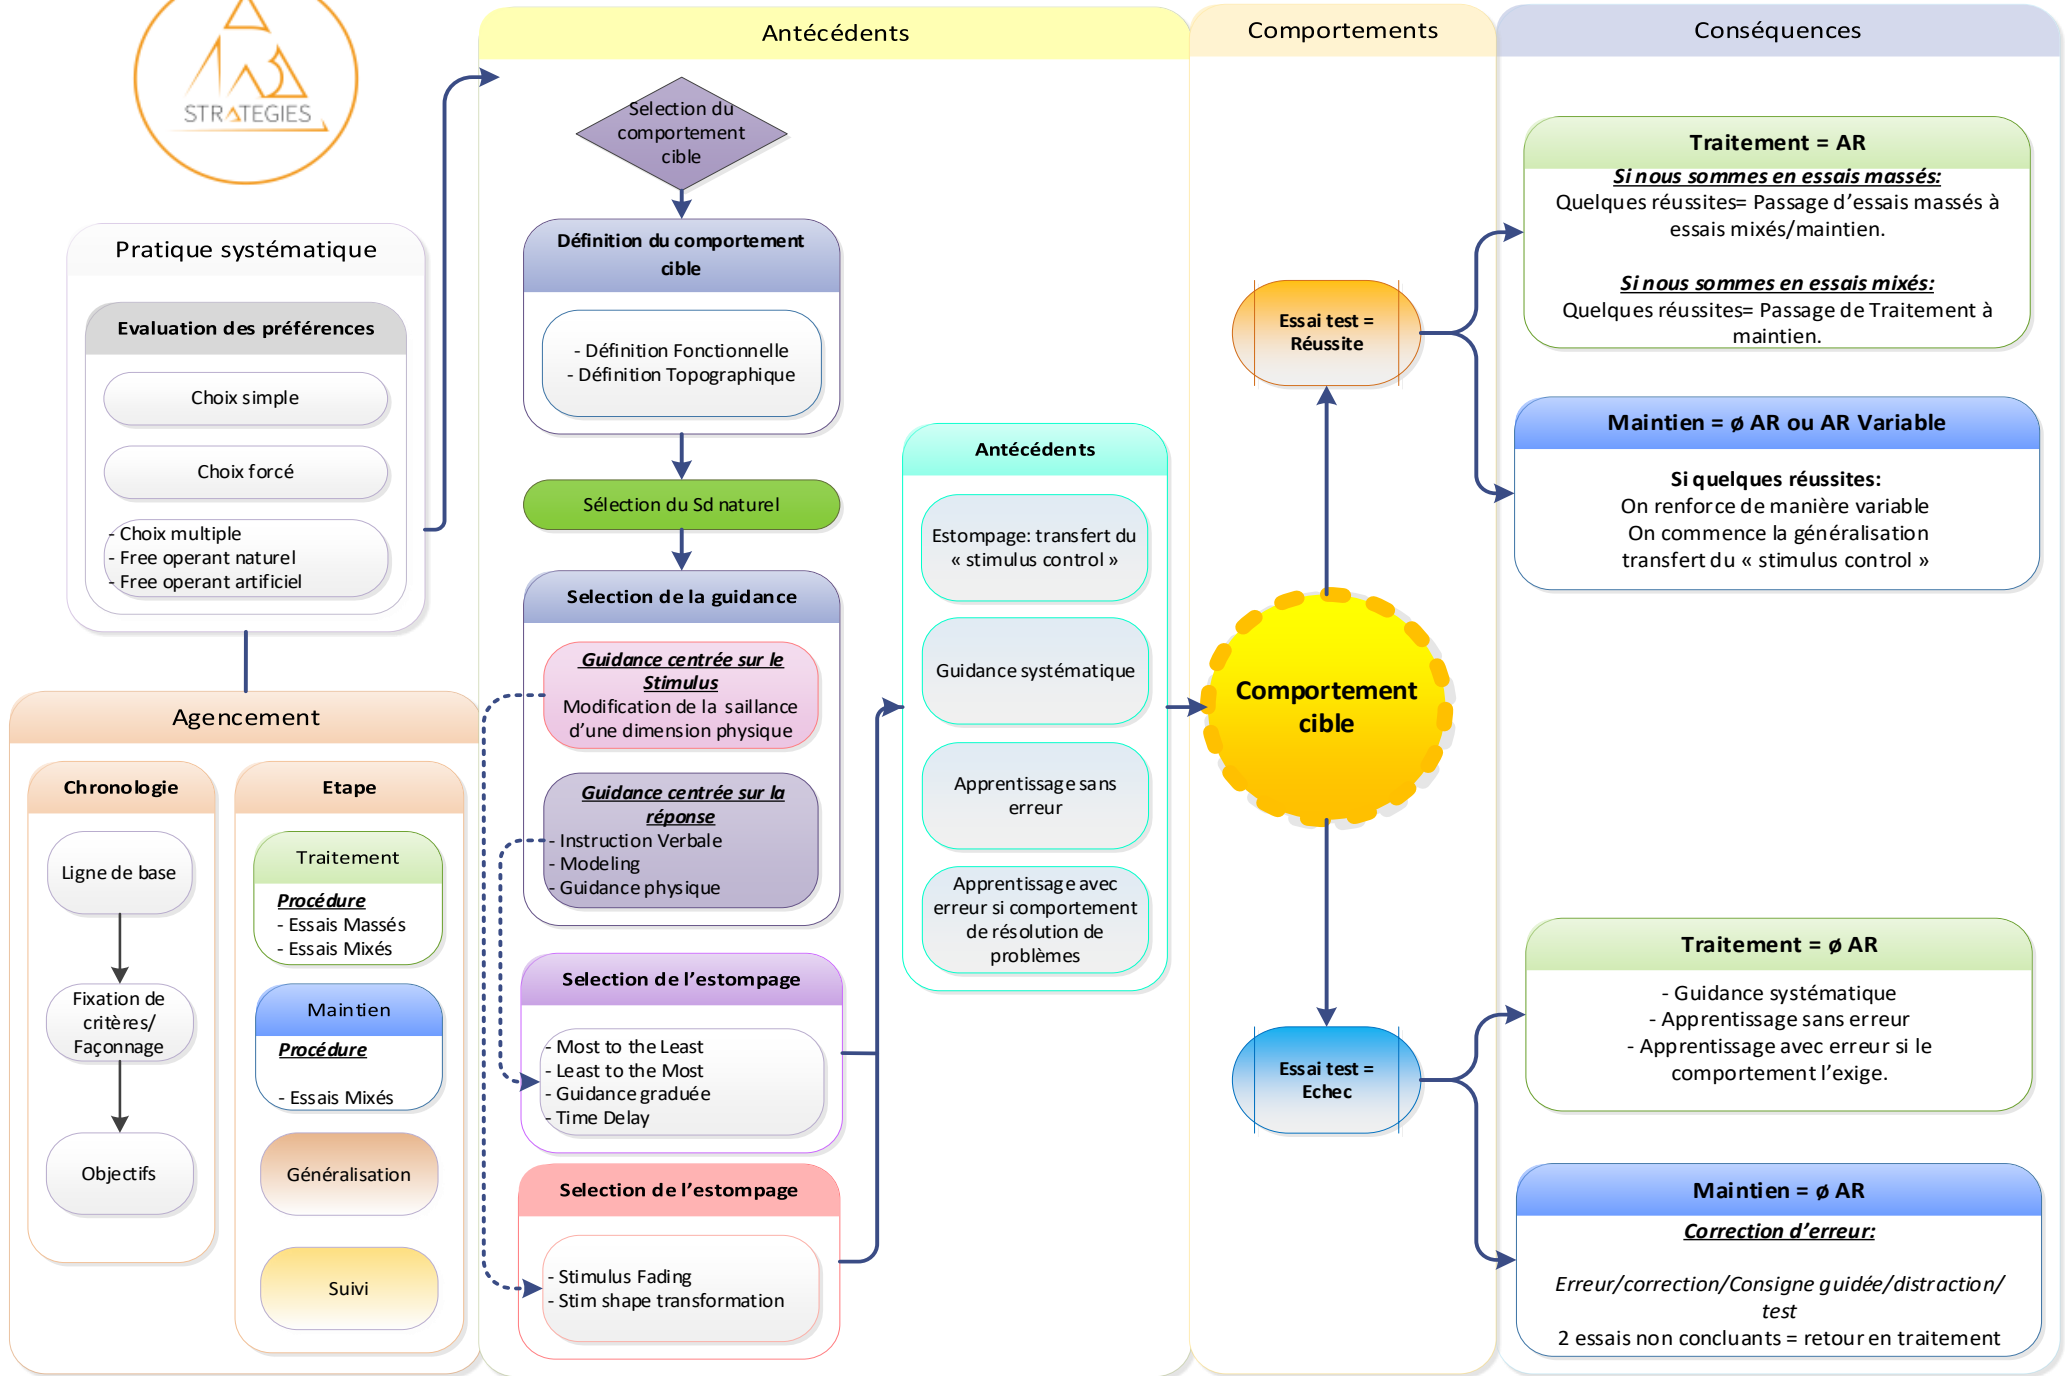 STRATEGIES
Pratique systématique
Evaluation des préférences
Choix simple
Choix forcé
- Choix multiple
- Free operant naturel
- Free operant artificiel
Agencement
Chronologie
Ligne de base
Fixation de
critères/
Façonnage
Objectifs
Etape
Traitement
Procédure
- Essais Massés
- Essais Mixés
Maintien
Procédure
- Essais Mixés
Généralisation
Suivi
Antécédents
Selection du
comportement
cible
Définition du comportement
cible
- Définition Fonctionnelle
- Définition Topographique
Sélection du Sd naturel
Selection de la guidance
Guidance centrée sur le
Stimulus
Modification de la saillance
d'une dimension physique
Guidance centrée sur la
réponse
- Instruction Verbale
- Modeling
- Guidance physique
Selection de l'estompage
- Most to the Least
- Least to the Most
- Guidance graduée
- Time Delay
Selection de l'estompage
- Stimulus Fading
- Stim shape transformation
Antécédents
Estompage: transfert du
« stimulus control »
Guidance systématique
Apprentissage sans
erreur
Apprentissage avec
erreur si comportement
de résolution de
problèmes
Comportements
Essai test =
Réussite
Comportement
cible
Essai test =
Echec
Conséquences
Traitement = AR
Si nous sommes en essais massés:
Quelques réussites= Passage d'essais massés à
essais mixés/maintien.
Si nous sommes en essais mixés:
Quelques réussites= Passage de Traitement à
maintien.
Maintien = ø AR ou AR Variable
Si quelques réussites:
On renforce de manière variable
On commence la généralisation
transfert du « stimulus control »
Traitement = ø AR
- Guidance systématique
- Apprentissage sans erreur
- Apprentissage avec erreur si le
comportement l'exige.
Maintien = ø AR
Correction d'erreur:
Erreur/correction/Consigne guidée/distraction/
test
2 essais non concluants = retour en traitement